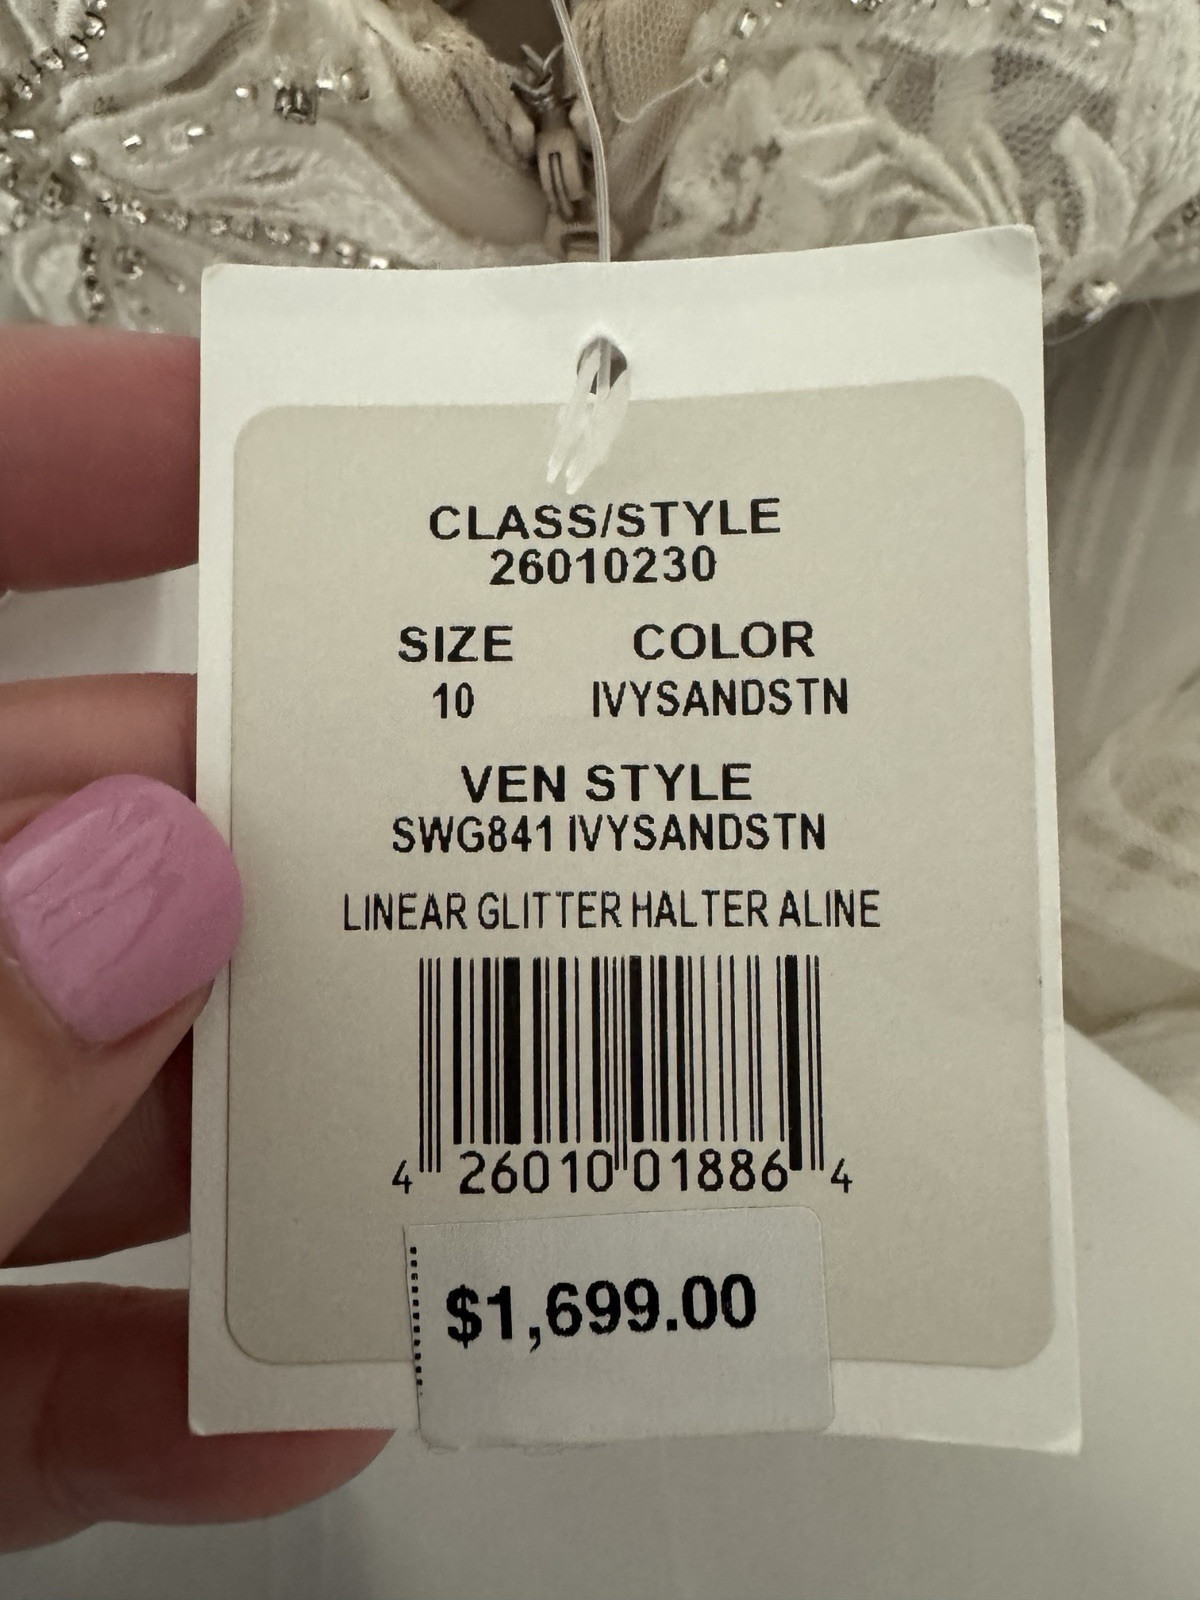 CLASS/STYLE
26010230
SIZE COLOR
10 IVYSANDSTN
VEN STYLE
SWG841 IVYSANDSTN
LINEAR GLITTER HALTER ALINE
4 26010 01886 4
$1,699.00